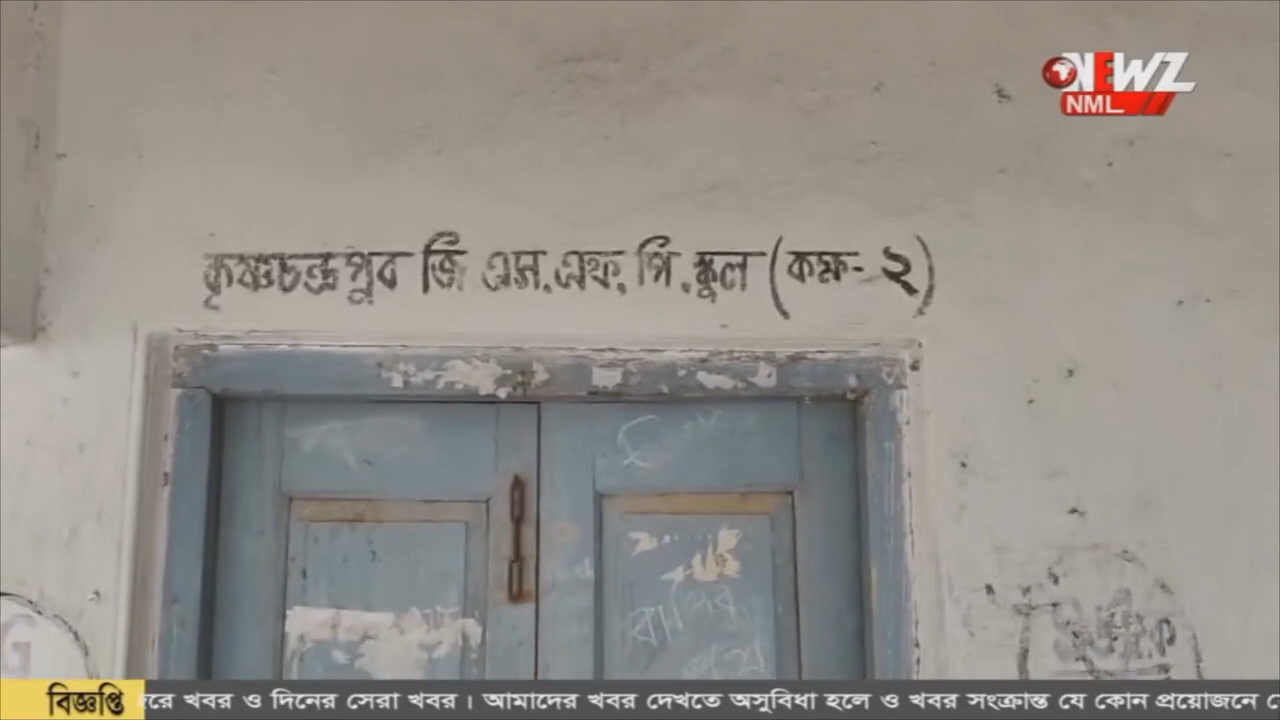 NEWZ
NML
কৃষ্ণচন্দ্রপুর জি এস.এফ.পি.স্কুল (কক্ষ-২)
G
বিজ্ঞপ্তি
রে খবর ও দিনের সেরা খবর । আমাদের খবর দেখতে অসুবিধা হলে ও খবর সংক্রান্ত যে কোন প্রয়োজনে